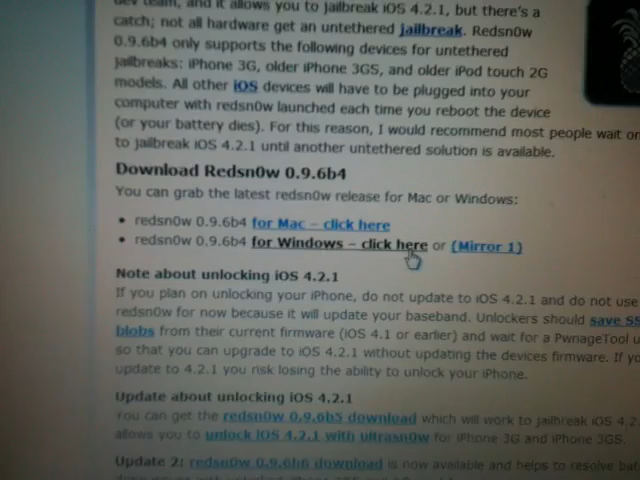 dev team, and it allows you to jailbreak iOS 4.2.1, but there's a
catch; not all hardware get an untethered jailbreak. Redsn0w
0.9.6b4 only supports the following devices for untethered
jailbreaks: iPhone 3G, older iPhone 3GS, and older iPod touch 2G
models. All other iOS devices will have to be plugged into your
computer with redsn0w launched each time you reboot the device
(or your battery dies). For this reason, I would recommend most people wait on
to jailbreak iOS 4.2.1 until another untethered solution is available.
Download Redsn0w 0.9.6b4
You can grab the latest redsn0w release for Mac or Windows:
• redsn0w 0.9.6b4 for Mac – click here
• redsn0w 0.9.6b4 for Windows – click here or (Mirror 1)
Note about unlocking iOS 4.2.1
If you plan on unlocking your iPhone, do not update to iOS 4.2.1 and do not use
redsn0w for now because it will update your baseband. Unlockers should save
blobs from their current firmware (iOS 4.1 or earlier) and wait for a PwnageTool
so that you can upgrade to iOS 4.2.1 without updating the devices firmware. If
update to 4.2.1 you risk losing the ability to unlock your iPhone.
Update about unlocking iOS 4.2.1
You can get the redsn0w 0.9.6b5 download which will work to jailbreak iOS
allows you to unlock iOS 4.2.1 with ultrasn0w for iPhone 3G and iPhone 3GS.
Update 2: redsn0w 0.9.6b6 download is now available and helps to resolve